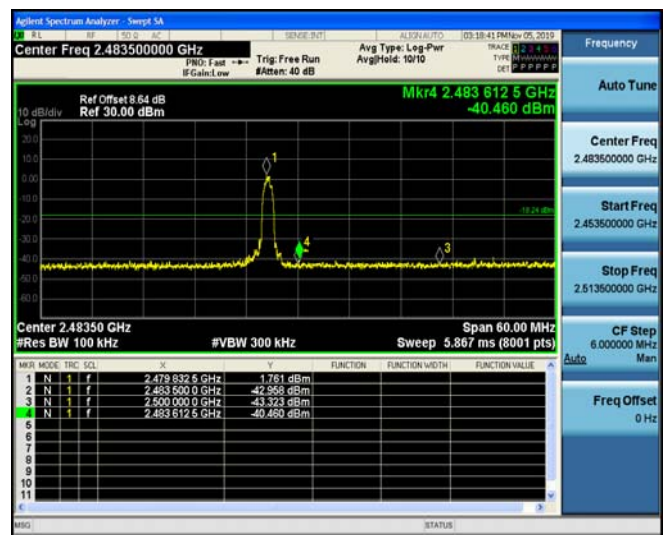 Agilent Spectrum Analyzer - Swept SA
RL RF 50 Ω AC SENSE:INT ALIGN AUTO 03:18:41 PM Nov 05, 2019
Center Freq 2.483500000 GHz
PNO: Fast Trig: Free Run Avg Type: Log-Pwr TRACE 1 2 3 4 5 6
IFGain:Low #Atten: 40 dB Avg|Hold: 10/10 TYPE
DET P P P P P P
Mkr4 2.483 612 5 GHz
-40.460 dBm
Ref Offset 8.64 dB
10 dB/div Ref 30.00 dBm
Log
20.0
10.0
0.00
-10.0
-18.24 dBm
-20.0
-30.0
-40.0
-50.0
-60.0
1
4
3
Center 2.48350 GHz Span 60.00 MHz
#Res BW 100 kHz #VBW 300 kHz Sweep 5.867 ms (8001 pts)
MKR MODE TRC SCL X Y FUNCTION FUNCTION WIDTH FUNCTION VALUE
1 N 1 f 2.479 832 5 GHz 1.761 dBm
2 N 1 f 2.483 500 0 GHz -42.958 dBm
3 N 1 f 2.500 000 0 GHz -43.323 dBm
4 N 1 f 2.483 612 5 GHz -40.460 dBm
5
6
7
8
9
10
11
MSG STATUS
Frequency
Auto Tune
Center Freq
2.483500000 GHz
Start Freq
2.453500000 GHz
Stop Freq
2.513500000 GHz
CF Step
6.000000 MHz
Auto Man
Freq Offset
0 Hz